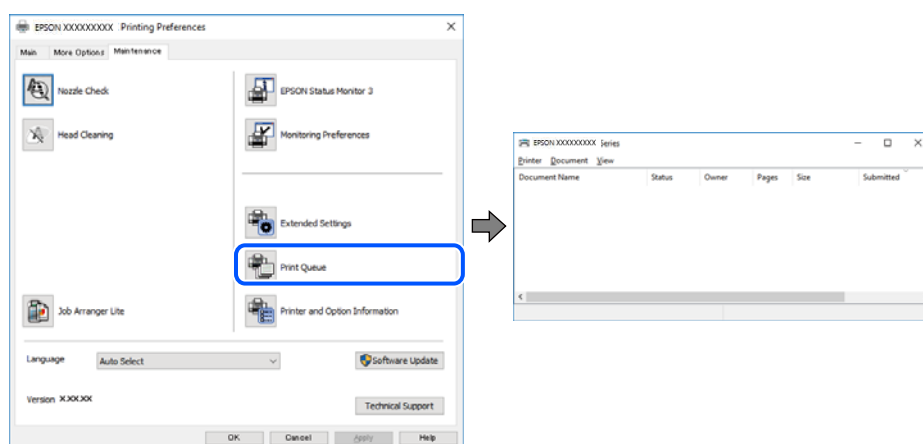 EPSON XXXXXXXXX Printing Preferences
Main More Options Maintenance
Nozzle Check
EPSON Status Monitor 3
Head Cleaning
Monitoring Preferences
Extended Settings
Print Queue
Job Arranger Lite
Printer and Option Information
Language Auto Select
Software Update
Version X.XX.XX
Technical Support
OK Cancel Apply Help
EPSON XXXXXXXXX Series
Printer Document View
Document Name Status Owner Pages Size Submitted